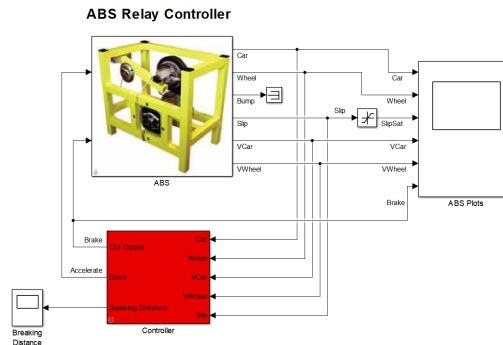 ABS Relay Controller
Car
Wheel
Bump
Slip
VCar
VWheel
ABS
Slip
Car
Wheel
SlipSat
VCar
VWheel
Brake
ABS Plots
Brake
Accelerate
Ctrl Output
Drive
Breaking Distance
Car
Wheel
VCar
VWheel
Slip
Controller
Breaking
Distance